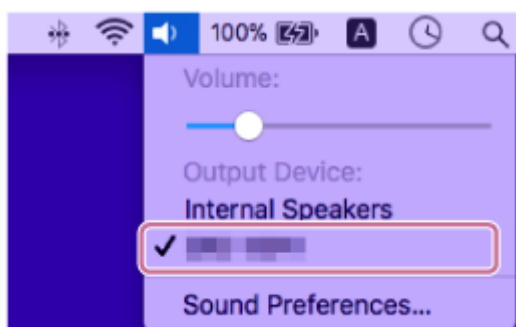 100% A
Volume:
Output Device:
Internal Speakers
Sound Preferences...